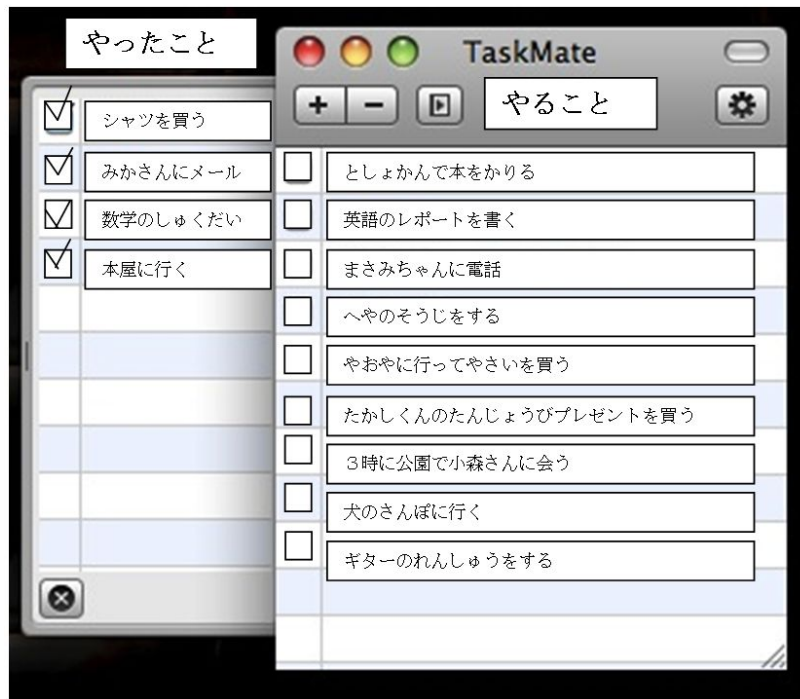 やったこと
シャツを買う
みかさんにメール
数学のしゅくだい
本屋に行く
TaskMate
やること
としょかんで本をかりる
英語のレポートを書く
まさみちゃんに電話
へやのそうじをする
やおやに行ってやさいを買う
たかしくんのたんじょうびプレゼントを買う
３時に公園で小森さんに会う
犬のさんぽに行く
ギターのれんしゅうをする